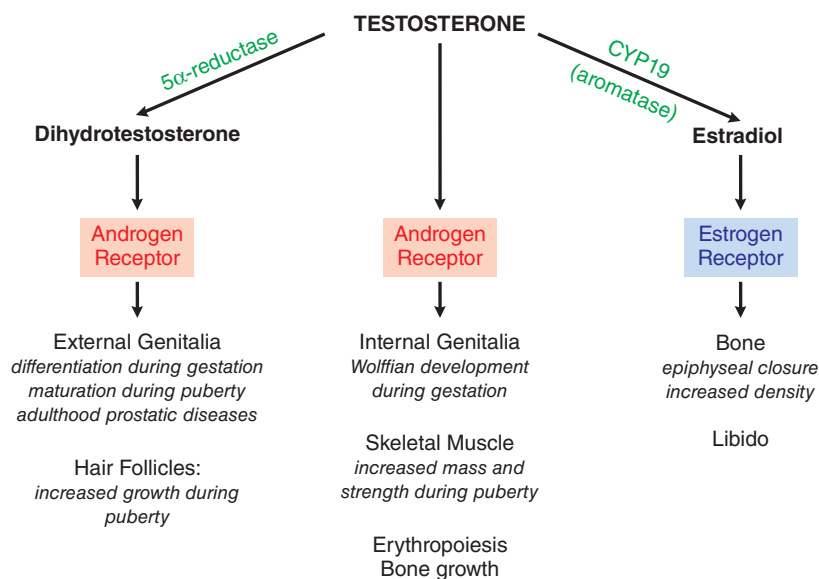 TESTOSTERONE
5α-reductase
CYP19
(aromatase)
Dihydrotestosterone
Estradiol
Androgen
Receptor
Androgen
Receptor
Estrogen
Receptor
External Genitalia
differentiation during gestation
maturation during puberty
adulthood prostatic diseases
Hair Follicles:
increased growth during
puberty
Internal Genitalia
Wolffian development
during gestation
Skeletal Muscle
increased mass and
strength during puberty
Erythropoiesis
Bone growth
Bone
epiphyseal closure
increased density
Libido